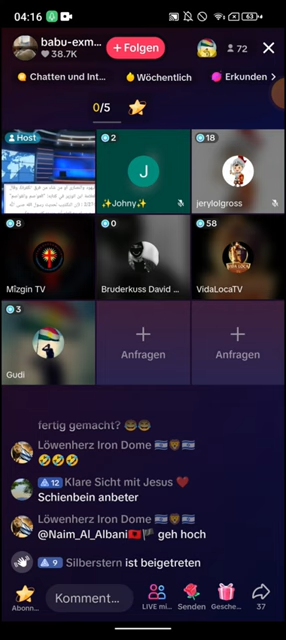 04:16
63
babu-exm...
38.7K
+ Folgen
72
Chatten und Int...
Wöchentlich
Erkunden >
0/5
Host
2
18
J
✨Johny✨
jerylolgross
8
0
58
Mîzgin TV
Bruderkuss David ...
VidaLocaTV
3
Gudi
Anfragen
Anfragen
fertig gemacht? 😂😂
Löwenherz Iron Dome 🇮🇱🦁🇮🇱
🤣🤣🤣
12 Klare Sicht mit Jesus ❤️
Schienbein anbeter
Löwenherz Iron Dome 🇮🇱🦁🇮🇱
@Naim_Al_Albani🇦🇱🏴 geh hoch
9 Silberstern ist beigetreten
Abonn...
Komment...
LIVE mi...
Senden
Gesche...
37